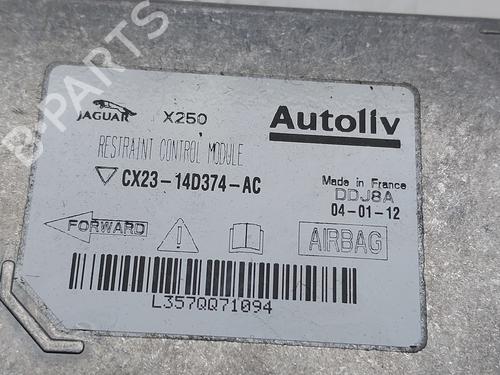 JAGUAR X250 Autoliv
RESTRAINT CONTROL MODULE
CX23-14D374-AC
Made in France
DDJ8A
04-01-12
FORWARD
AIRBAG
L357QQ71094
B-PARTS